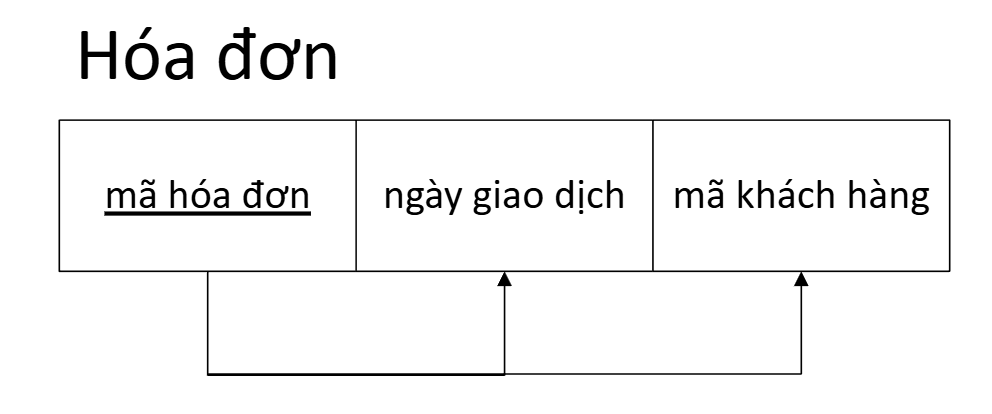 Hóa đơn
mã hóa đơn ngày giao dịch mã khách hàng